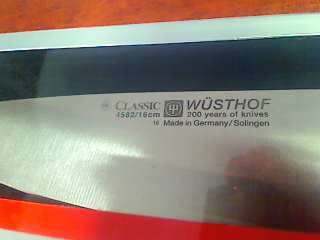 CLASSIC WÜSTHOF
4582/16cm 200 years of knives
Made in Germany/Solingen